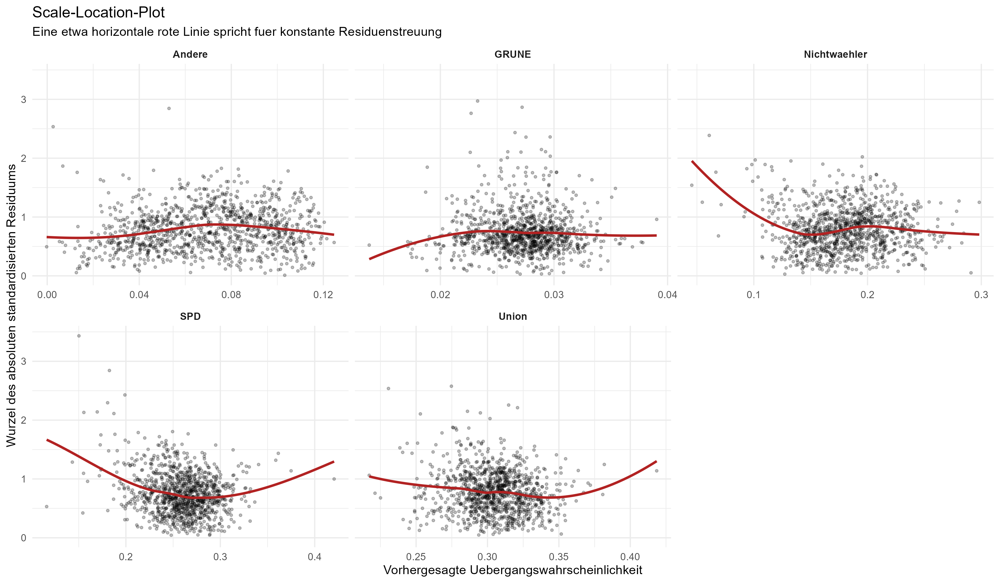 Scale-Location-Plot
Eine etwa horizontale rote Linie spricht fuer konstante Residuenstreuung
Wurzel des absoluten standardisierten Residuums
Andere
GRUNE
Nichtwaehler
3
2
1
0
0.00 0.04 0.08 0.12
0.02 0.03 0.04
0.1 0.2 0.3
SPD
Union
3
2
1
0
0.2 0.3 0.4
0.25 0.30 0.35 0.40
Vorhergesagte Uebergangswahrscheinlichkeit